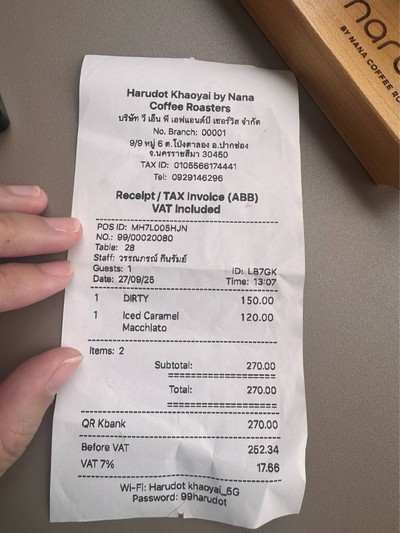 Harudot Khaoyai by Nana
Coffee Roasters
บริษัท วี เอ็น พี เอฟแอนด์บี เซอร์วิส จำกัด
No. Branch: 00001
9/9 หมู่ 6 ต.โป่งตาลอง อ.ปากช่อง
จ.นครราชสีมา 30450
TAX ID: 0105566174441
Tel: 0929146296
Receipt / TAX Invoice (ABB)
VAT Included
POS ID: MH7L005HJN
NO.: 99/00020080
Table: 28
Staff: วรรณภรณ์
Guests: 1 ID: LB7GK
Date: 27/09/25 Time: 13:07
1 DIRTY 150.00
1 Iced Caramel 120.00
Macchiato
Items: 2
Subtotal: 270.00
Total: 270.00
QR Kbank 270.00
Before VAT 252.34
VAT 7% 17.66
Wi-Fi: Harudot khaoyai_5G
Password: 99harudot
BY NANA COFFEE